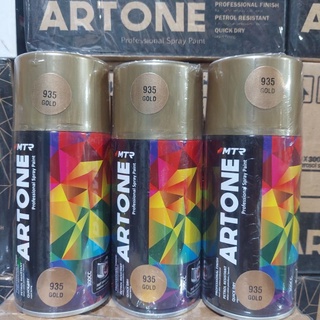 ARTONE
Professional Spray Paint
PROFESSIONAL FINISH
PETROL RESISTANT
QUICK DRY
935
GOLD
MTR
ARTONE
Professional Spray Paint
935
GOLD
935
GOLD
MTR
ARTONE
Professional Spray Paint
935
GOLD
935
GOLD
MTR
ARTONE
Professional Spray Paint
935
GOLD